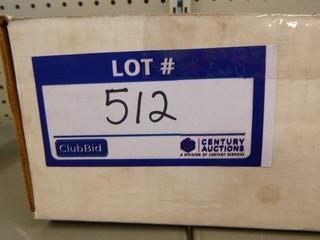 LOT #
512
ClubBid
CENTURY
AUCTIONS
A DIVISION OF CENTURY SERVICES